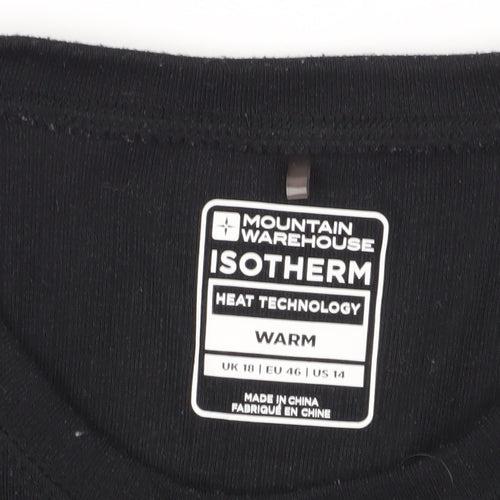 MOUNTAIN
WAREHOUSE
ISOTHERM
HEAT TECHNOLOGY
WARM
UK 18 | EU 46 | US 14
MADE IN CHINA
FABRIQUÉ EN CHINE